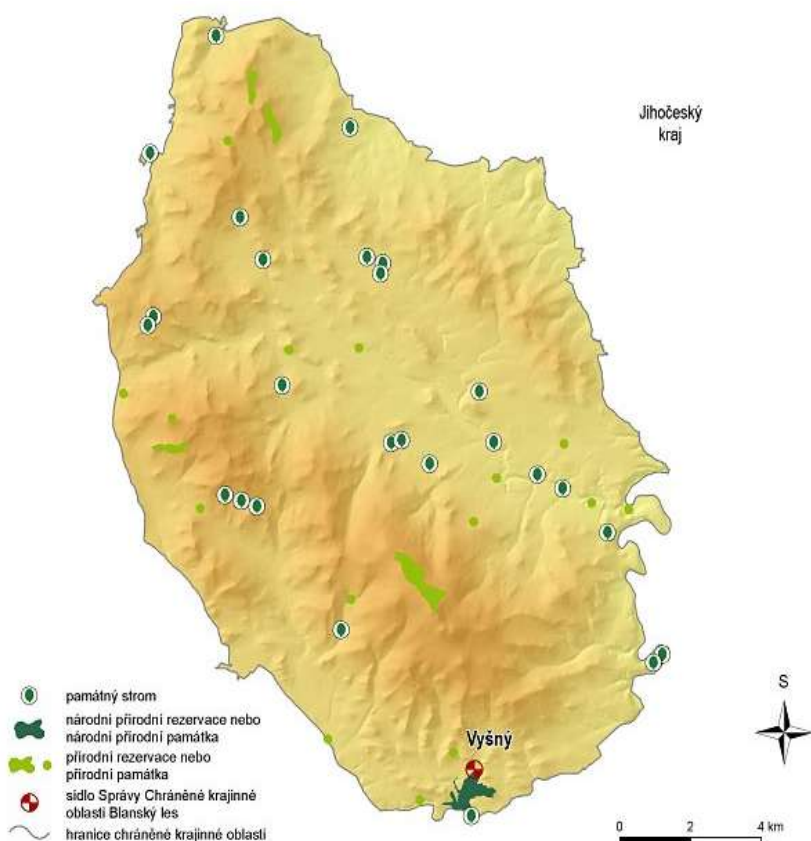 Jihočeský
kraj
památný strom
národní přírodní rezervace nebo
národní přírodní památka
přírodní rezervace nebo
přírodní památka
sídlo Správy Chráněné krajinné
oblasti Blanský les
hranice chráněné krajinné oblasti
Vyšný
S
0 2 4 km